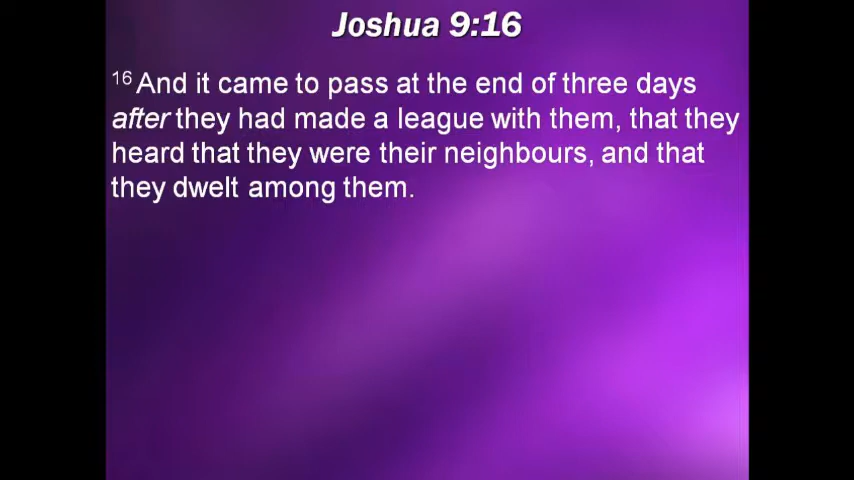 Joshua 9:16
16 And it came to pass at the end of three days
after they had made a league with them, that they
heard that they were their neighbours, and that
they dwelt among them.